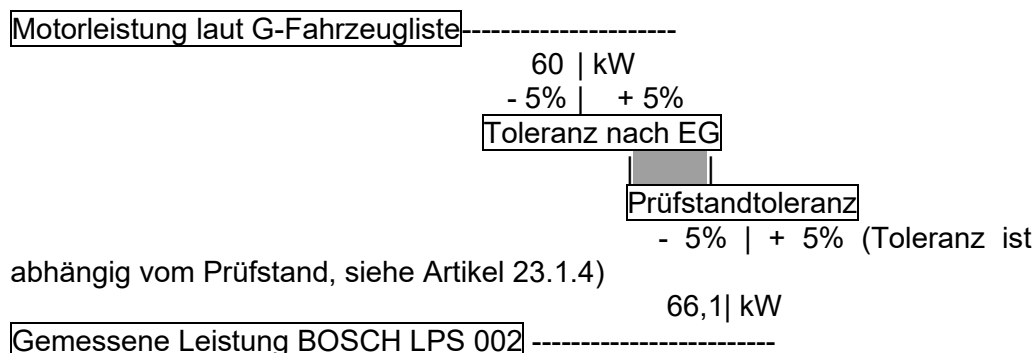 Motorleistung laut G-Fahrzeugliste----------------------
60 | kW
- 5% | + 5%
Toleranz nach EG
| |
Prüfstandtoleranz
- 5% | + 5% (Toleranz ist
abhängig vom Prüfstand, siehe Artikel 23.1.4)
66,1| kW
Gemessene Leistung BOSCH LPS 002 -------------------------